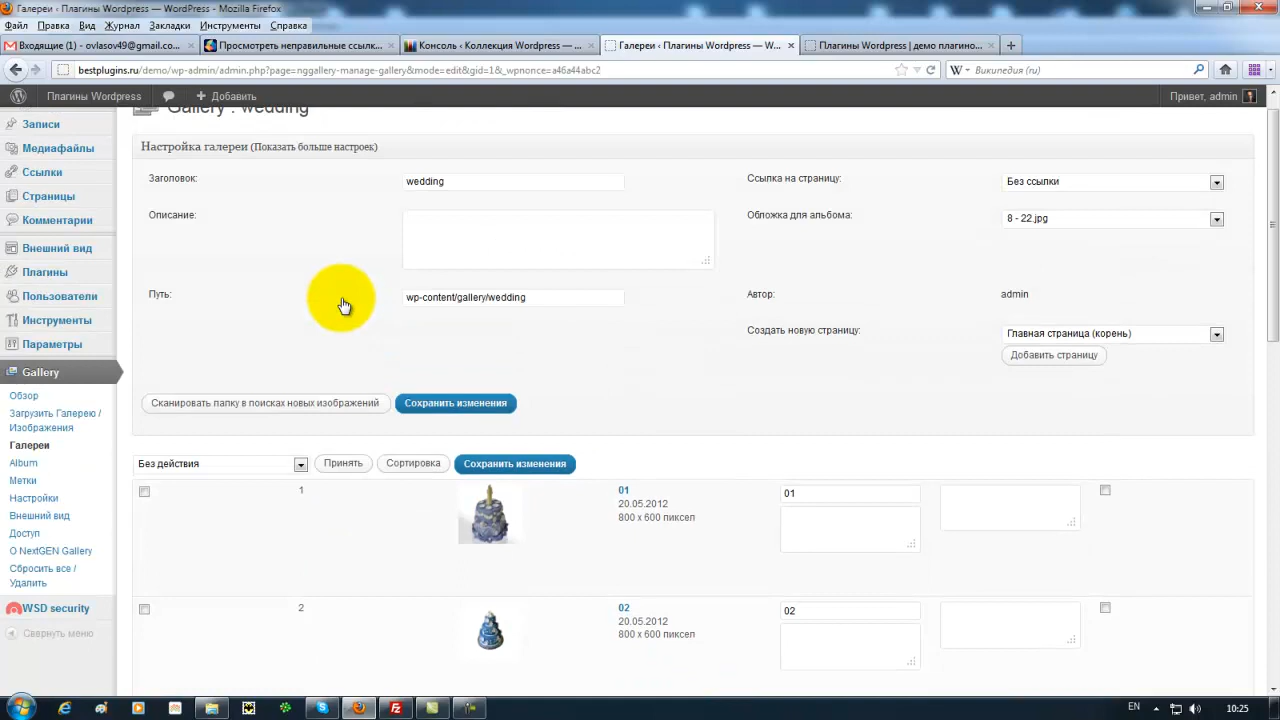 Галереи ‹ Плагины Wordpress — WordPress - Mozilla Firefox
Файл Правка Вид Журнал Закладки Инструменты Справка
Входящие (1) - ovlasov49@gmail.co...
Просмотреть неправильные ссылк...
Консоль ‹ Коллекция Wordpress — ...
Галереи ‹ Плагины Wordpress — W...
Плагины Wordpress | демо плагино...
bestplugins.ru/demo/wp-admin/admin.php?page=nggallery-manage-gallery&mode=edit&gid=1&_wpnonce=a46a44abc2
Википедия (ru)
Плагины Wordpress
Добавить
Привет, admin
Записи
Медиафайлы
Ссылки
Страницы
Комментарии
Внешний вид
Плагины
Пользователи
Инструменты
Параметры
Gallery
Обзор
Загрузить Галерею /
Изображения
Галереи
Album
Метки
Настройки
Внешний вид
Доступ
О NextGEN Gallery
Сбросить все /
Удалить
WSD security
Свернуть меню
Gallery : wedding
Настройка галереи (Показать больше настроек)
Заголовок: wedding
Ссылка на страницу: Без ссылки
Описание:
Обложка для альбома: 8 - 22.jpg
Путь: wp-content/gallery/wedding
Автор: admin
Создать новую страницу: Главная страница (корень)
Добавить страницу
Сканировать папку в поисках новых изображений Сохранить изменения
Без действия Принять Сортировка Сохранить изменения
1 01 01
20.05.2012
800 x 600 пиксел
2 02 02
20.05.2012
800 x 600 пиксел
EN 10:25